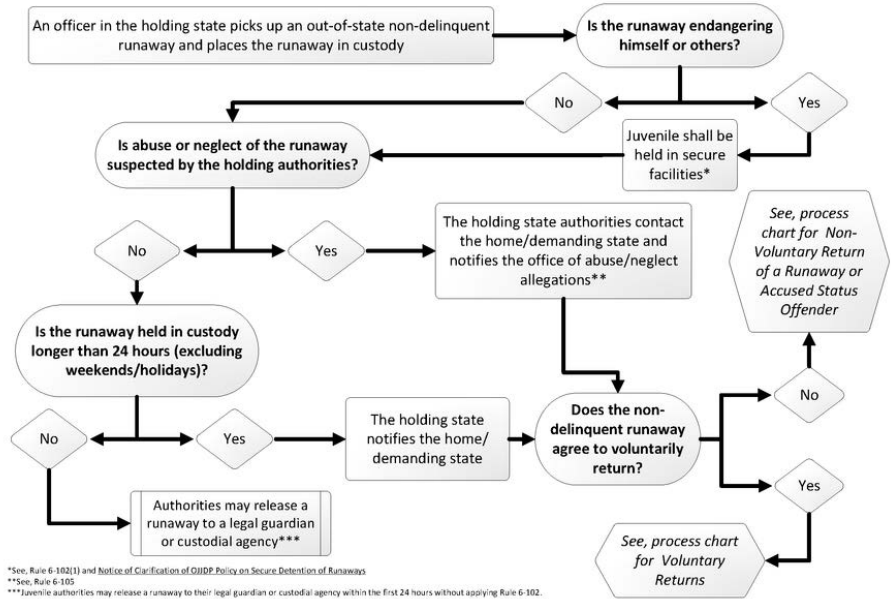 An officer in the holding state picks up an out-of-state non-delinquent
runaway and places the runaway in custody
Is the runaway endangering
himself or others?
No
Yes
Is abuse or neglect of the runaway
suspected by the holding authorities?
Juvenile shall be
held in secure
facilities*
No
Yes
The holding state authorities contact
the home/demanding state and
notifies the office of abuse/neglect
allegations**
See, process
chart for Non-
Voluntary Return
of a Runaway or
Accused Status
Offender
Is the runaway held in custody
longer than 24 hours (excluding
weekends/holidays)?
No
Yes
The holding state
notifies the home/
demanding state
Does the non-
delinquent runaway
agree to voluntarily
return?
No
Yes
Authorities may release a
runaway to a legal guardian
or custodial agency***
See, process chart
for Voluntary
Returns
*See, Rule 6-102(1) and Notice of Clarification of OJJDP Policy on Secure Detention of Runaways
**See, Rule 6-105
***Juvenile authorities may release a runaway to their legal guardian or custodial agency within the first 24 hours without applying Rule 6-102.